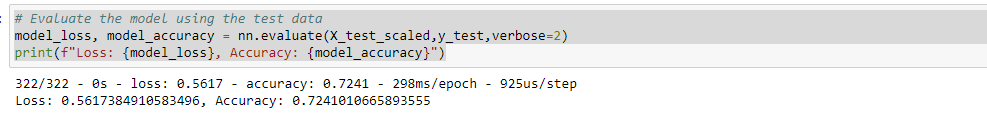 # Evaluate the model using the test data
model_loss, model_accuracy = nn.evaluate(X_test_scaled,y_test,verbose=2)
print(f"Loss: {model_loss}, Accuracy: {model_accuracy}")
322/322 - 0s - loss: 0.5617 - accuracy: 0.7241 - 298ms/epoch - 925us/step
Loss: 0.5617384910583496, Accuracy: 0.7241010665893555